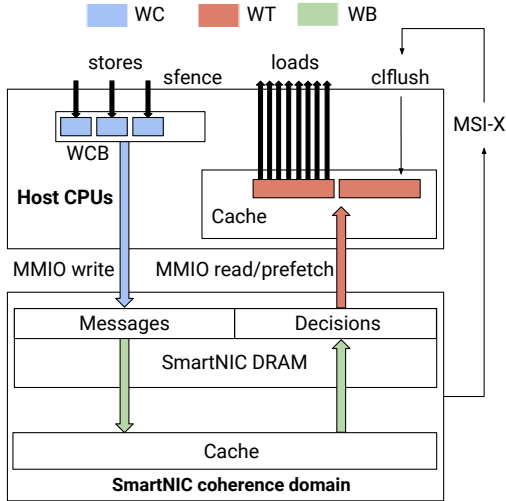 WC WT WB
stores loads clflush
sfence
MSI-X
WCB
Host CPUs
Cache
MMIO write MMIO read/prefetch
Messages Decisions
SmartNIC DRAM
Cache
SmartNIC coherence domain